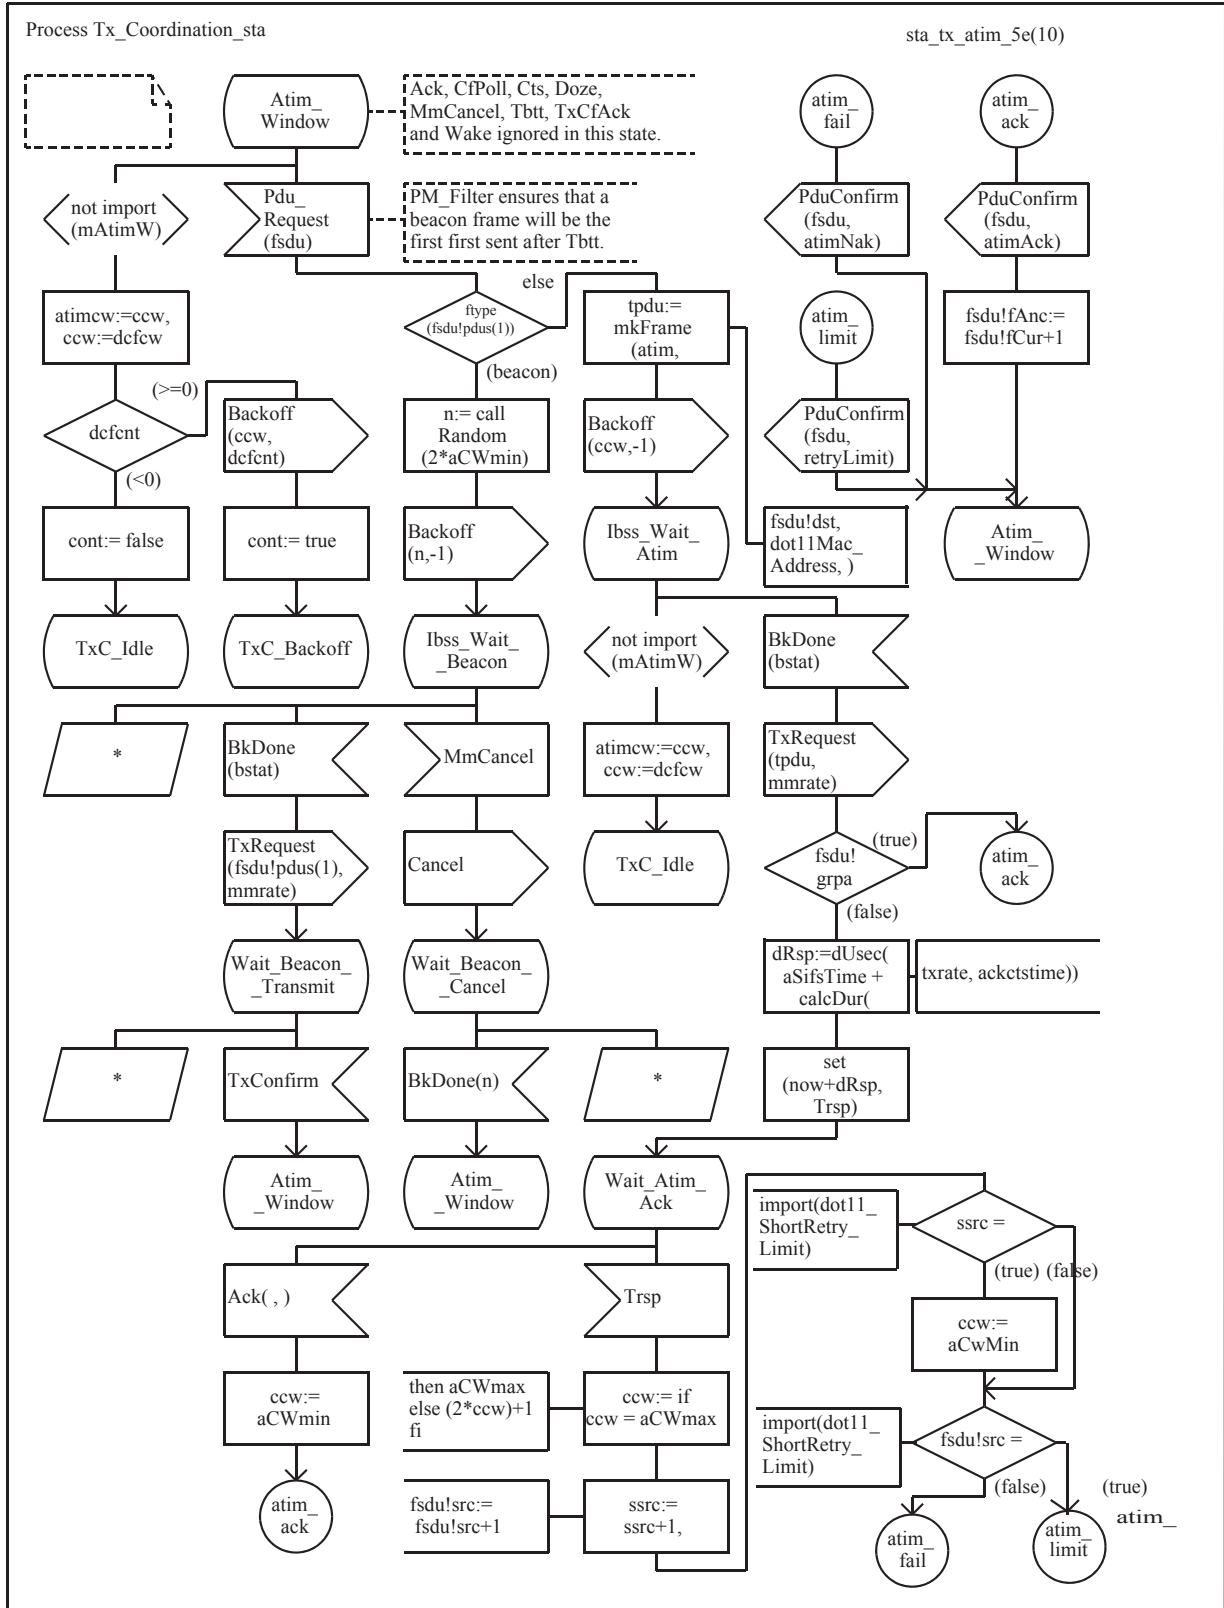 Process Tx_Coordination_sta
sta_tx_atim_5e(10)
Atim_
_Window
Ack, CfPoll, Cts, Doze,
MmCancel, Tbtt, TxCfAck
and Wake ignored in this state.
atim_
fail
atim_
ack
not import
(mAtimW)
Pdu_
Request
(fsdu)
PM_Filter ensures that a
beacon frame will be the
first first sent after Tbtt.
PduConfirm
(fsdu,
atimNak)
PduConfirm
(fsdu,
atimAck)
else
atimcw:=ccw,
ccw:=dcfcw
ftype
(fsdu!pdus(1))
tpdu:=
mkFrame
(atim,
atim_
limit
fsdu!fAnc:=
fsdu!fCur+1
(beacon)
(>=0)
dcfcnt
Backoff
(ccw,
dcfcnt)
n:= call
Random
(2*aCWmin)
Backoff
(ccw,-1)
PduConfirm
(fsdu,
retryLimit)
(<0)
cont:= false
cont:= true
Backoff
(n,-1)
Ibss_Wait_
Atim
fsdu!dst,
dot11Mac_
Address, )
Atim_
_Window
TxC_Idle
TxC_Backoff
Ibss_Wait_
_Beacon
not import
(mAtimW)
BkDone
(bstat)
*
BkDone
(bstat)
MmCancel
atimcw:=ccw,
ccw:=dcfcw
TxRequest
(tpdu,
mmrate)
TxRequest
(fsdu!pdus(1),
mmrate)
Cancel
TxC_Idle
fsdu!
grpa
(true)
atim_
ack
(false)
Wait_Beacon_
_Transmit
Wait_Beacon_
_Cancel
dRsp:=dUsec(
aSifsTime +
calcDur(
txrate, ackctstime))
*
TxConfirm
BkDone(n)
*
set
(now+dRsp,
Trsp)
Atim_
_Window
Atim_
_Window
Wait_Atim_
Ack
import(dot11_
ShortRetry_
Limit)
ssrc =
(true)
(false)
Ack( , )
Trsp
ccw:=
aCwMin
ccw:=
aCWmin
then aCWmax
else (2*ccw)+1
fi
ccw:= if
ccw = aCWmax
import(dot11_
ShortRetry_
Limit)
fsdu!src =
(false)
(true)
atim_
ack
fsdu!src:=
fsdu!src+1
ssrc:=
ssrc+1,
atim_
fail
atim_
limit
atim_